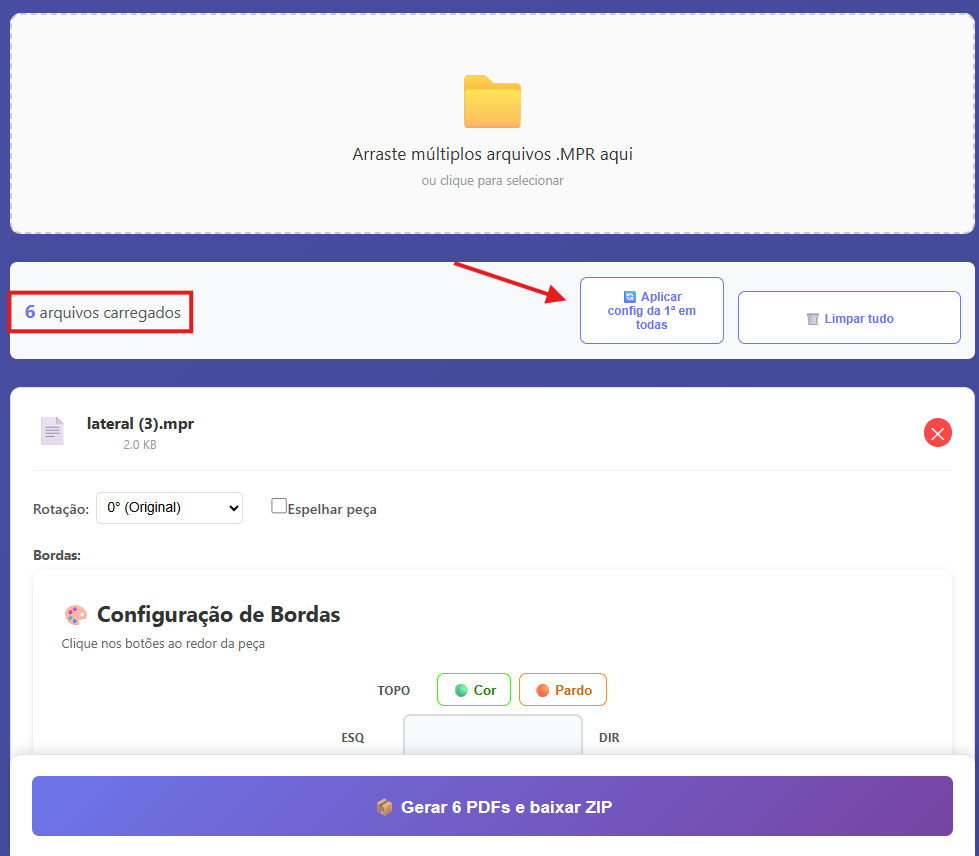 Arraste múltiplos arquivos .MPR aqui
ou clique para selecionar
6 arquivos carregados
Aplicar
config da 1ª em
todas
Limpar tudo
lateral (3).mpr
2.0 KB
Rotação:
0° (Original)
Espelhar peça
Bordas:
Configuração de Bordas
Clique nos botões ao redor da peça
TOPO
Cor
Pardo
ESQ
DIR
Gerar 6 PDFs e baixar ZIP